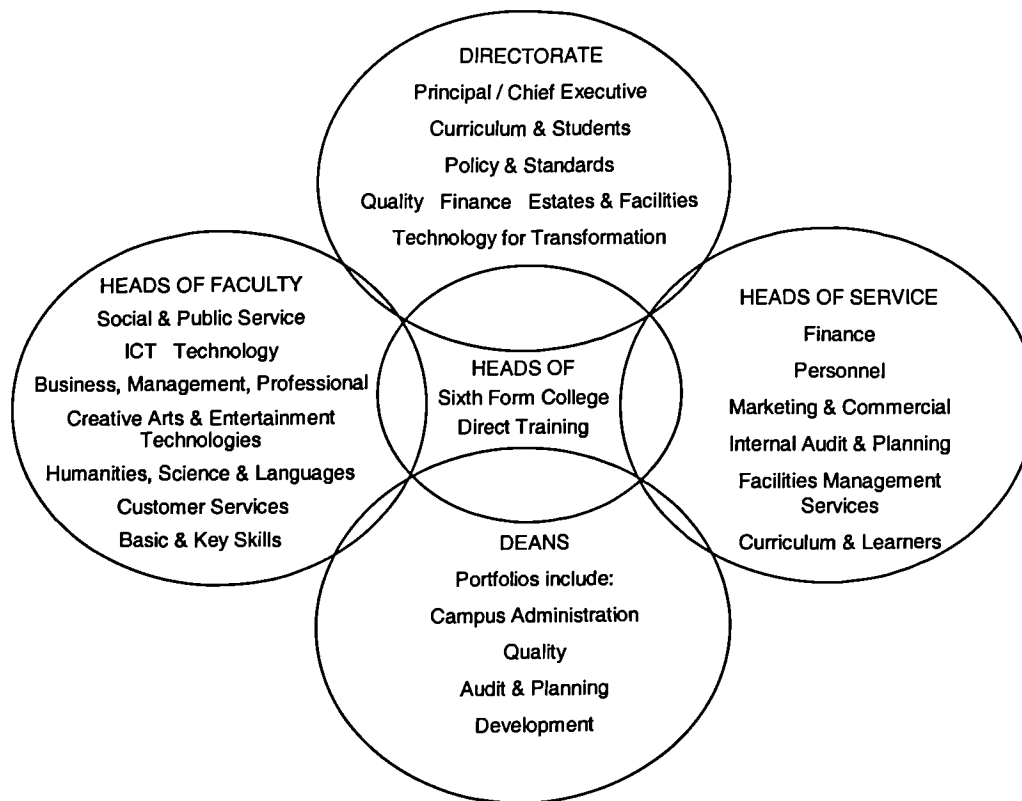 DIRECTORATE
Principal / Chief Executive
Curriculum & Students
Policy & Standards
Quality Finance Estates & Facilities
Technology for Transformation
HEADS OF FACULTY
Social & Public Service
ICT Technology
Business, Management, Professional
Creative Arts & Entertainment
Technologies
Humanities, Science & Languages
Customer Services
Basic & Key Skills
HEADS OF
Sixth Form College
Direct Training
HEADS OF SERVICE
Finance
Personnel
Marketing & Commercial
Internal Audit & Planning
Facilities Management
Services
Curriculum & Learners
DEANS
Portfolios include:
Campus Administration
Quality
Audit & Planning
Development